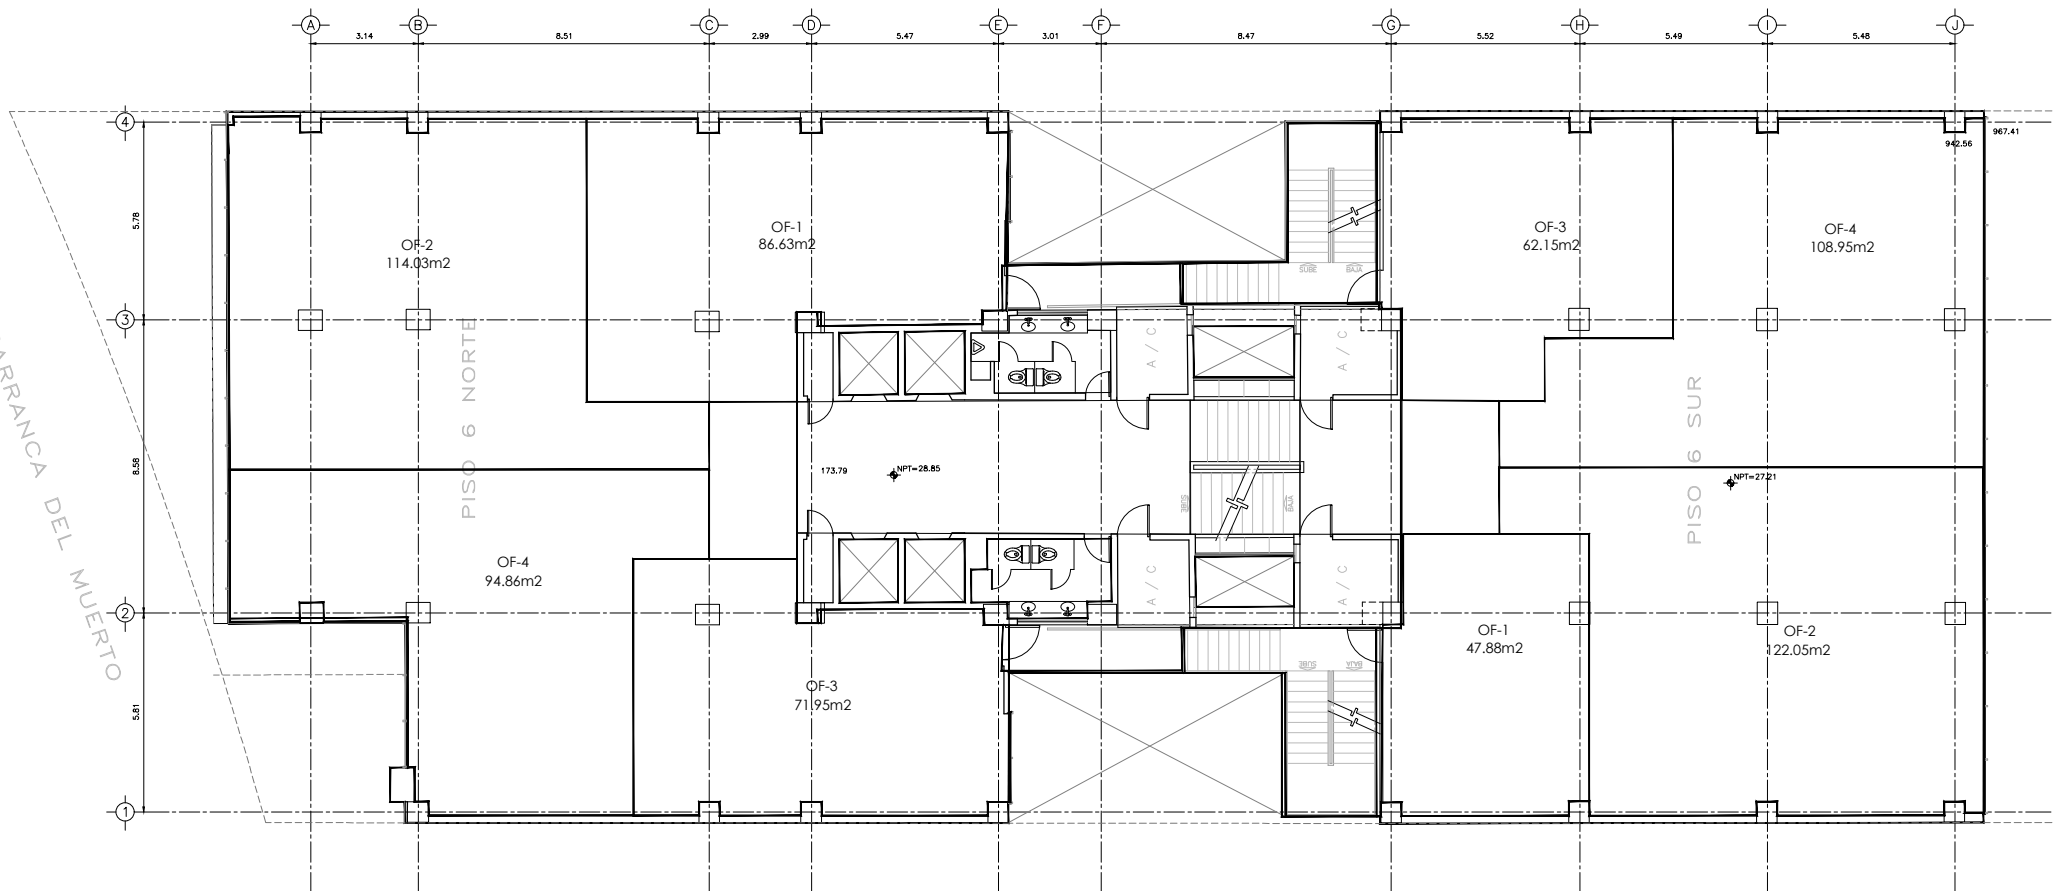 A B C D E F G H I J
3.14 8.51 2.99 5.47 3.01 8.47 5.52 5.49 5.48
4
967.41
942.56
5.78
OF-2
114.03m2
OF-1
86.63m2
OF-3
62.15m2
OF-4
108.95m2
SUBE
BAJA
3
PISO 6 NORTE
A / C
A / C
PISO 6 SUR
8.58
173.79
NPT=28.85
NPT=27.21
SUBE
BAJA
DEL MUERTO
OF-4
94.86m2
A / C
A / C
2
OF-1
47.88m2
OF-2
122.05m2
SUBE
BAJA
OF-3
71.95m2
5.81
1